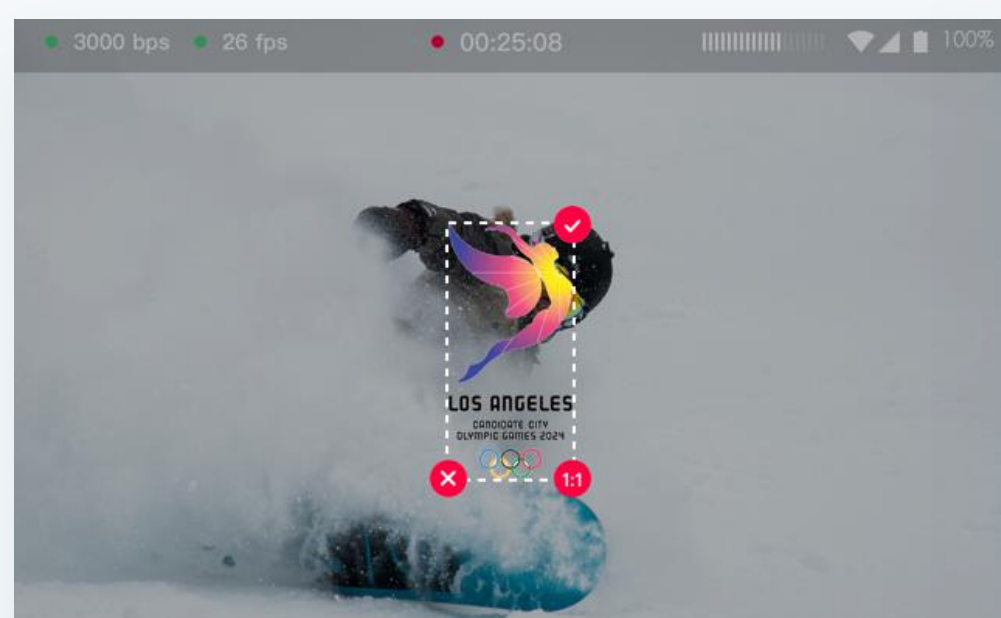 3000 bps 26 fps 00:25:08 100%
LOS ANGELES
CANDIDATE CITY
OLYMPIC GAMES 2024
1:1